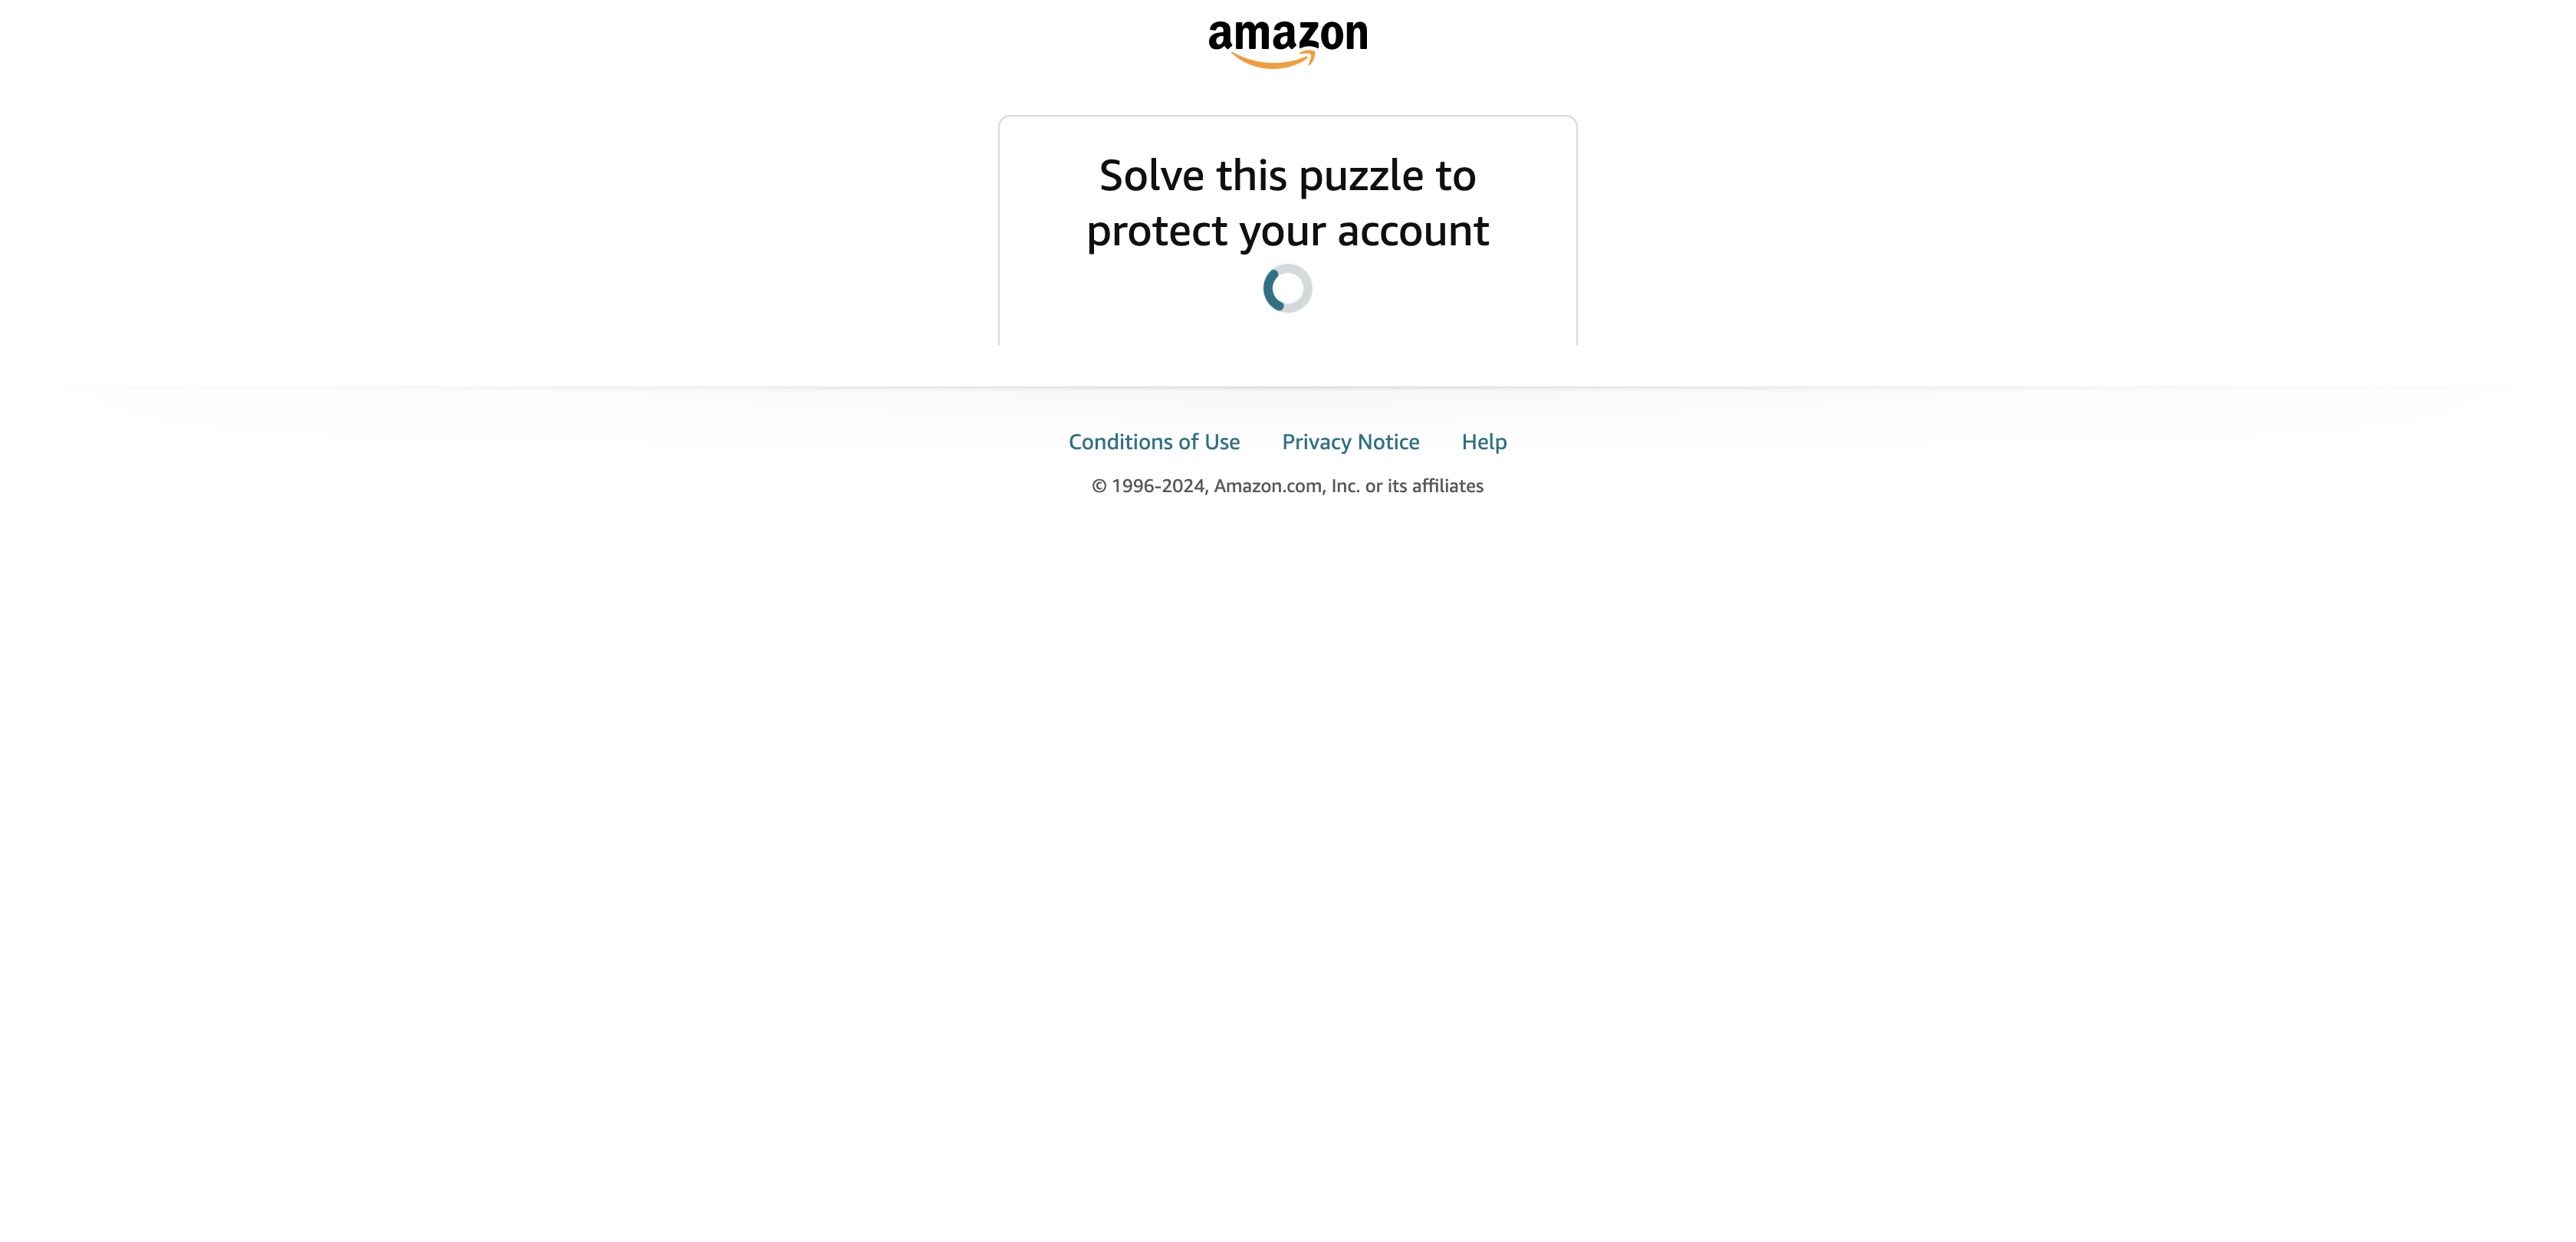 amazon
Solve this puzzle to
protect your account
Conditions of Use Privacy Notice Help
© 1996-2024, Amazon.com, Inc. or its affiliates